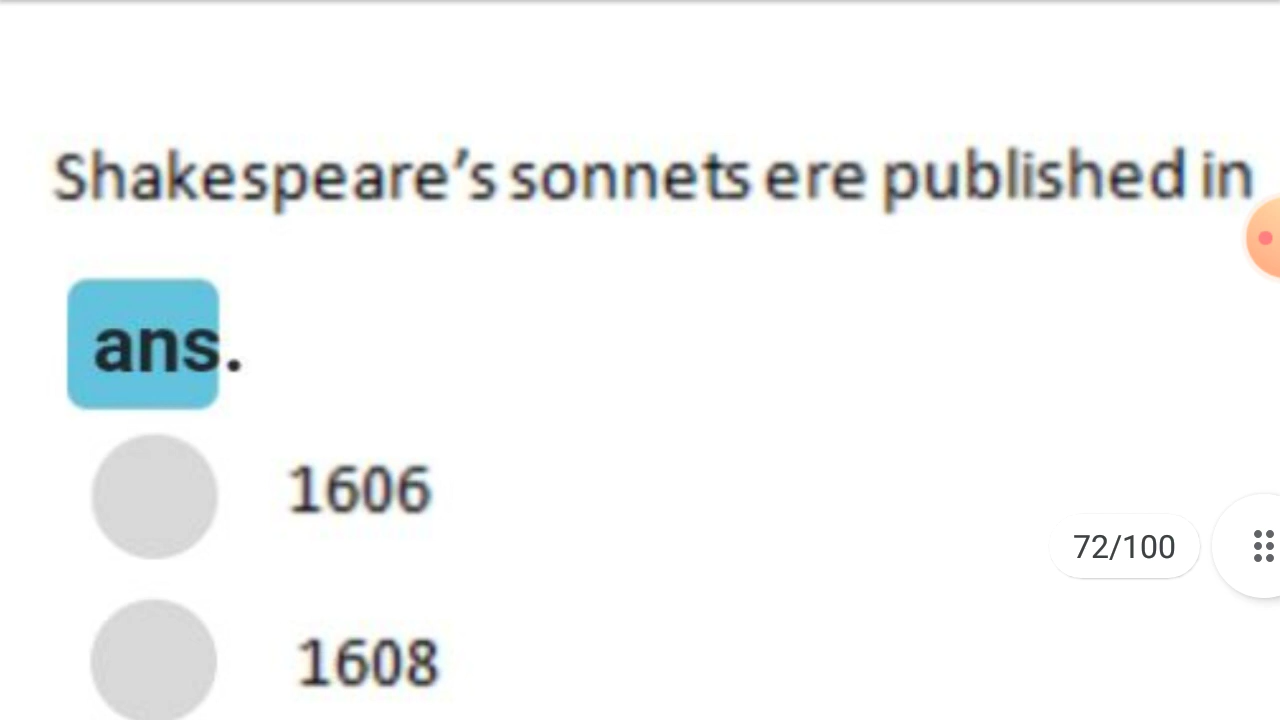 Shakespeare’s sonnets ere published in
ans.
1606
72/100
1608